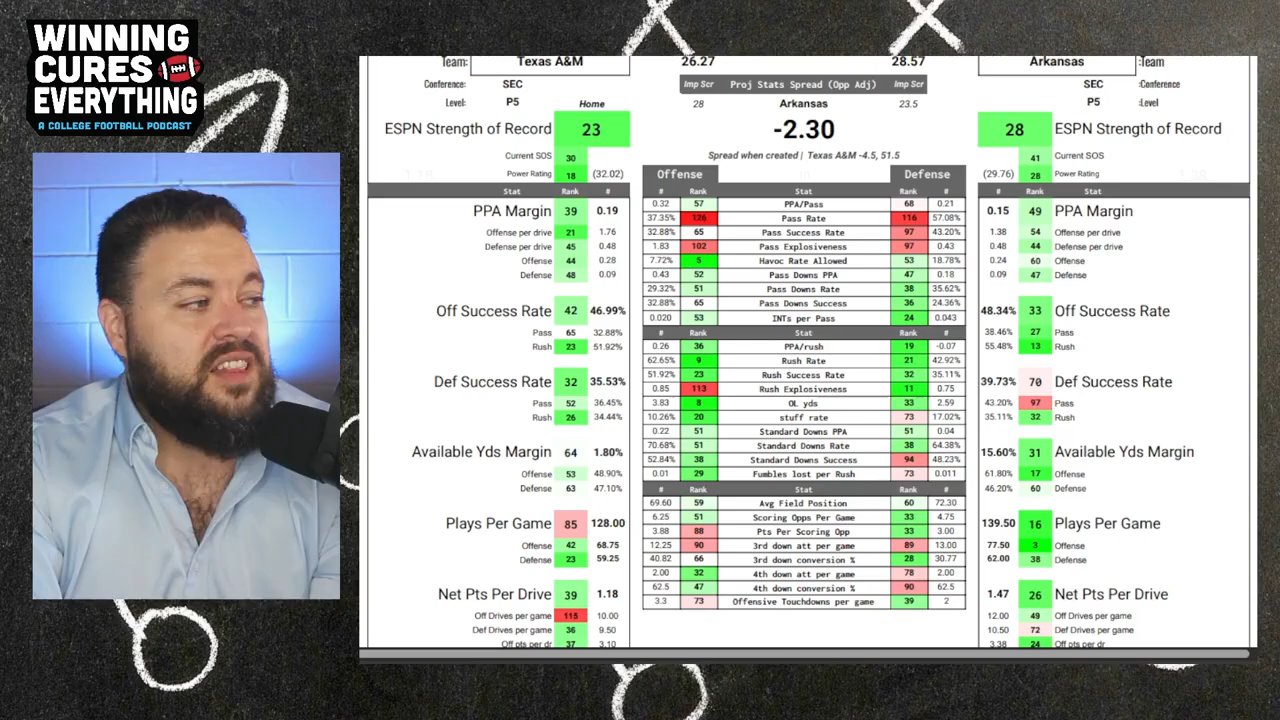 WINNING
CURES
EVERYTHING
A COLLEGE FOOTBALL PODCAST
Team: Texas A&M 26.27 28.57 Arkansas :Team
Conference: SEC Imp Scr Proj Stats Spread (Opp Adj) Imp Scr SEC :Conference
Level: P5 Home 28 Arkansas 23.5 P5 :Level
ESPN Strength of Record 23 -2.30 28 ESPN Strength of Record
Current SOS 30 Spread when created | Texas A&M -4.5, 51.5 41 Current SOS
Power Rating 18 (32.02) Offense Defense (29.76) 28 Power Rating
Stat Rank # # Rank Stat Rank # # Rank Stat
0.32 57 PPA/Pass 68 0.21
PPA Margin 39 0.19 37.35% 126 Pass Rate 116 57.08% 0.15 49 PPA Margin
Offense per drive 21 1.76 32.88% 65 Pass Success Rate 97 43.20% 1.38 54 Offense per drive
Defense per drive 45 0.48 1.83 102 Pass Explosiveness 97 0.43 0.48 44 Defense per drive
Offense 44 0.28 7.72% 5 Havoc Rate Allowed 53 18.78% 0.24 60 Offense
Defense 48 0.09 0.43 52 Pass Downs PPA 47 0.18 0.09 47 Defense
29.32% 51 Pass Downs Rate 38 35.62%
Off Success Rate 42 46.99% 32.88% 65 Pass Downs Success 36 24.36% 48.34% 33 Off Success Rate
0.020 53 INTs per Pass 24 0.043
Pass 65 32.88% # Rank Stat Rank # 38.46% 27 Pass
Rush 23 51.92% 0.26 36 PPA/rush 19 -0.07 55.48% 13 Rush
62.65% 9 Rush Rate 21 42.92%
Def Success Rate 32 35.53% 51.92% 23 Rush Success Rate 32 35.11% 39.73% 70 Def Success Rate
0.85 113 Rush Explosiveness 11 0.75
Pass 52 36.45% 3.83 8 OL yds 33 2.59 43.20% 97 Pass
Rush 26 34.44% 10.26% 20 stuff rate 73 17.02% 35.11% 32 Rush
0.22 51 Standard Downs PPA 51 0.04
Available Yds Margin 64 1.80% 70.68% 51 Standard Downs Rate 38 64.38% 15.60% 31 Available Yds Margin
52.84% 38 Standard Downs Success 94 48.23%
Offense 53 48.90% 0.01 29 Fumbles lost per Rush 73 0.011 61.80% 17 Offense
Defense 63 47.10% # Rank Stat Rank # 46.20% 60 Defense
69.60 59 Avg Field Position 60 72.30
Plays Per Game 85 128.00 6.25 51 Scoring Opps Per Game 33 4.75 139.50 16 Plays Per Game
3.88 88 Pts Per Scoring Opp 33 3.00
Offense 42 68.75 12.25 90 3rd down att per game 89 13.00 77.50 3 Offense
Defense 23 59.25 40.82 66 3rd down conversion % 28 30.77 62.00 38 Defense
2.00 32 4th down att per game 78 2.00
Net Pts Per Drive 39 1.18 62.5 47 4th down conversion % 90 62.5 1.47 26 Net Pts Per Drive
3.3 73 Offensive Touchdowns per game 39 2
Off Drives per game 115 10.00 12.00 49 Off Drives per game
Def Drives per game 36 9.50 10.50 72 Def Drives per game
Off pts per dr 37 3.10 3.38 24 Off pts per dr